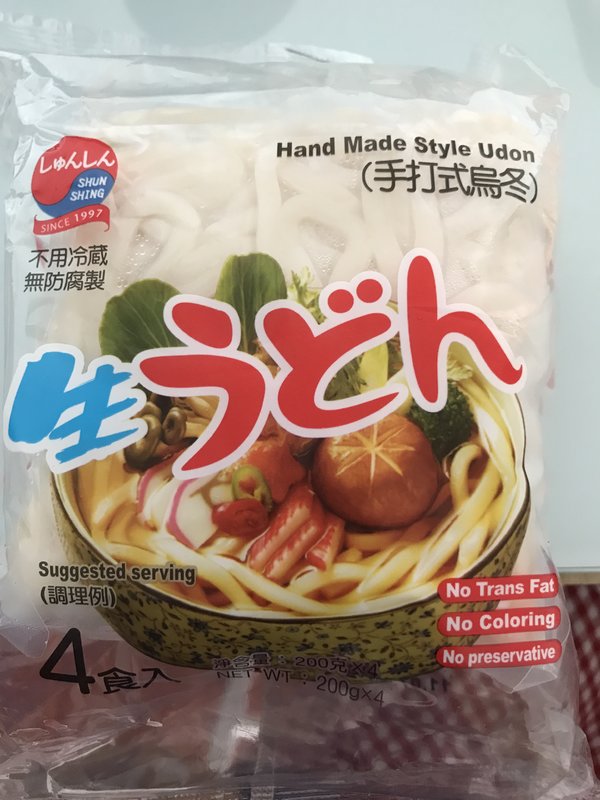 しゅんしん
SHUN
SHING
SINCE 1997
不用冷蔵
無防腐製
Hand Made Style Udon
(手打式烏冬)
生うどん
Suggested serving
(調理例)
No Trans Fat
No Coloring
No preservative
4食入
淨含量：200克×4
NET WT：200g×4